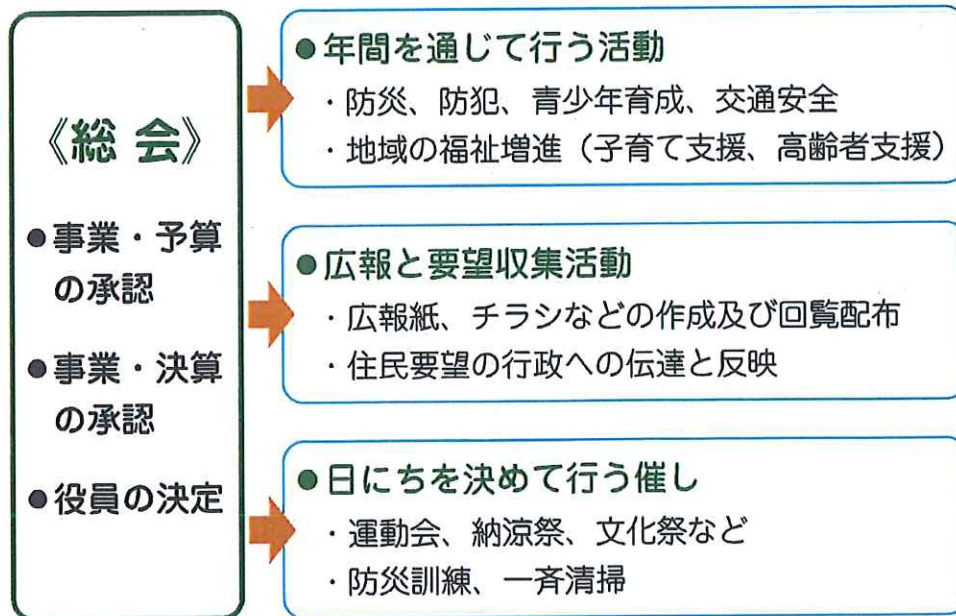 《総 会》
●事業・予算
の承認
●事業・決算
の承認
●役員の決定
●年間を通じて行う活動
・防災、防犯、青少年育成、交通安全
・地域の福祉増進(子育て支援、高齢者支援)
●広報と要望収集活動
・広報紙、チラシなどの作成及び回覧配布
・住民要望の行政への伝達と反映
●日にちを決めて行う催し
・運動会、納涼祭、文化祭など
・防災訓練、一斉清掃